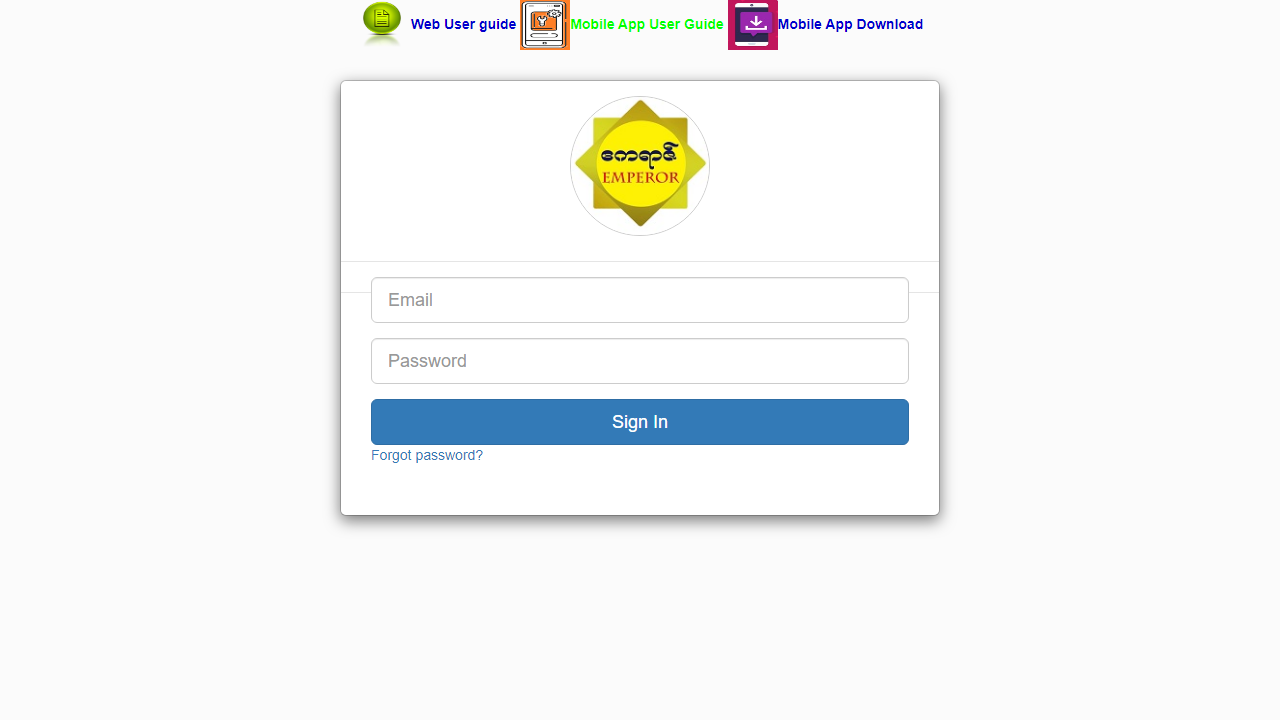 Web User guide Mobile App User Guide Mobile App Download
ဧကရာဇ်
EMPEROR
Email
Password
Sign In
Forgot password?